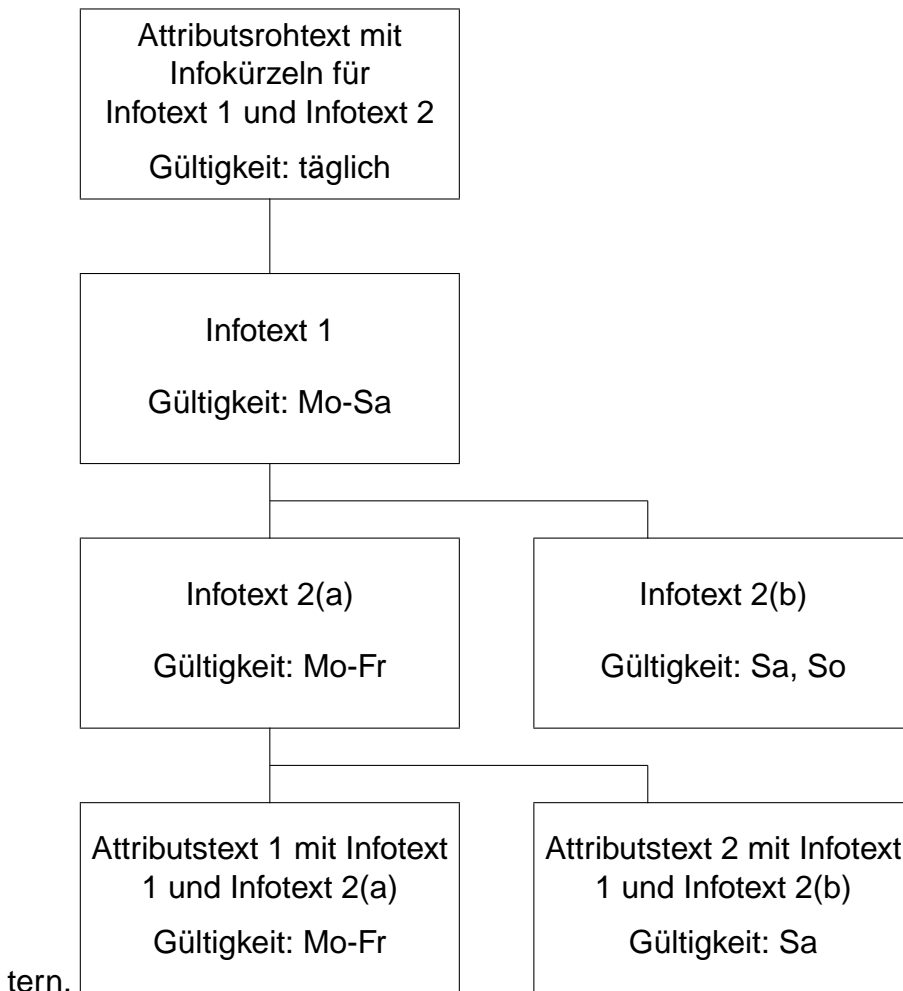 Attributsrohtext mit
Infokürzeln für
Infotext 1 und Infotext 2
Gültigkeit: täglich
Infotext 1
Gültigkeit: Mo-Sa
Infotext 2(a)
Gültigkeit: Mo-Fr
Infotext 2(b)
Gültigkeit: Sa, So
Attributstext 1 mit Infotext
1 und Infotext 2(a)
Gültigkeit: Mo-Fr
Attributstext 2 mit Infotext
1 und Infotext 2(b)
Gültigkeit: Sa
tern.